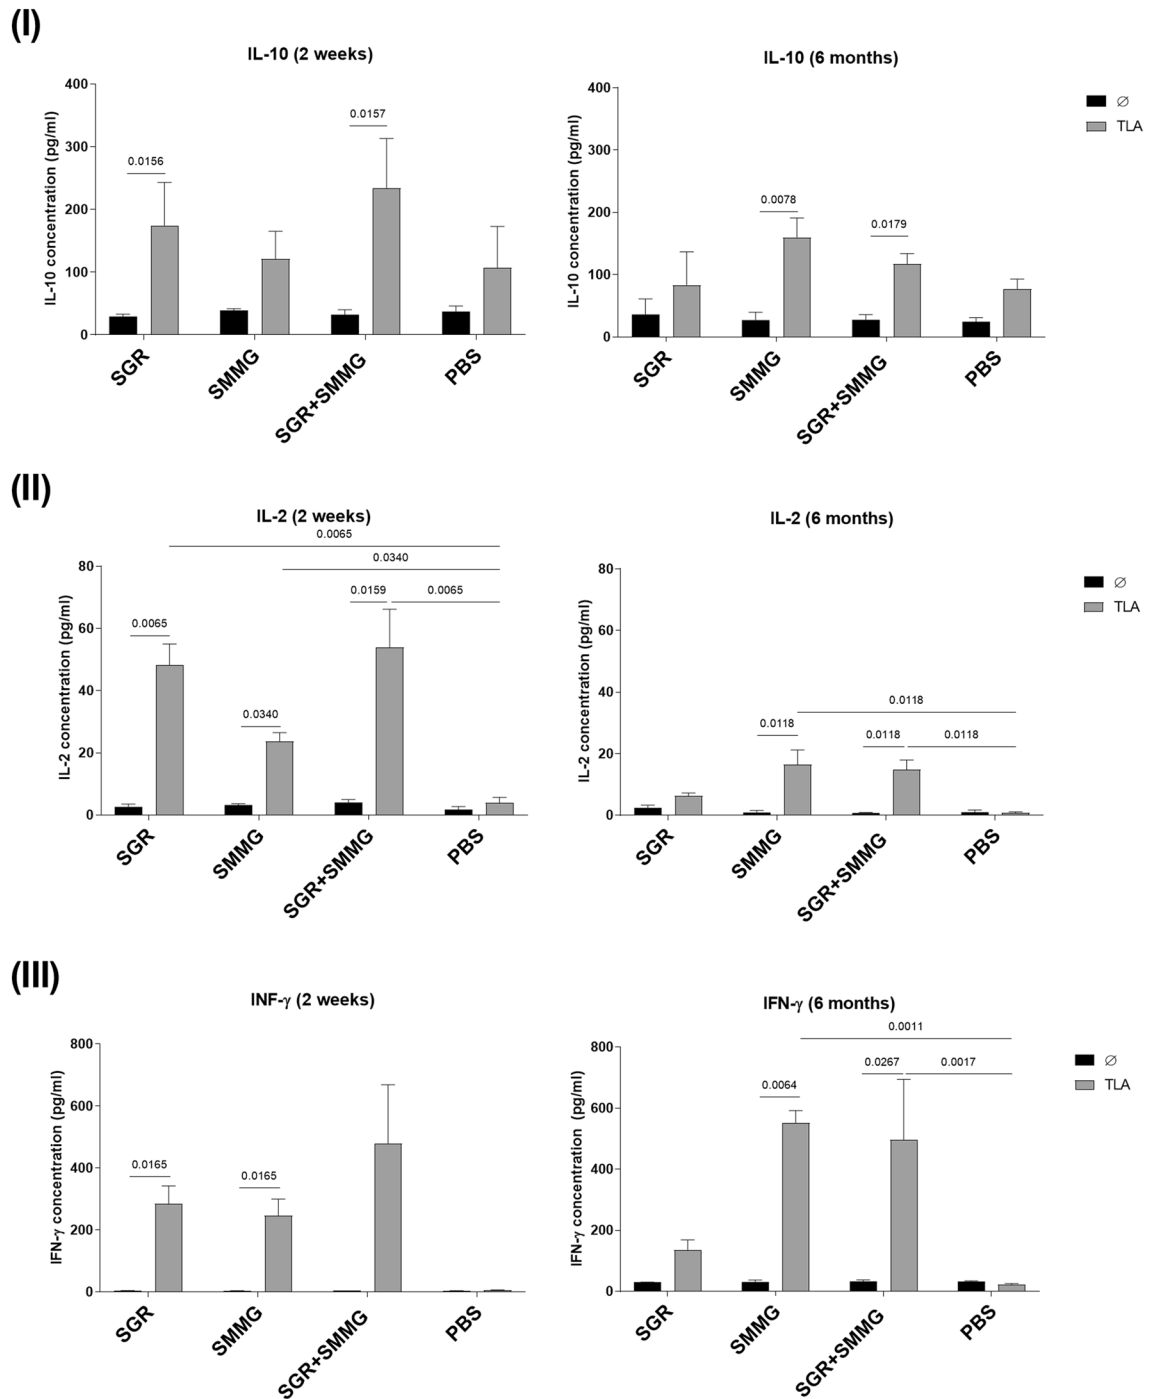 (I)
IL-10 (2 weeks)
IL-10 concentration (pg/ml)
400
300
200
100
0
0.0156
0.0157
SGR
SMMG
SGR+SMMG
PBS
IL-10 (6 months)
IL-10 concentration (pg/ml)
400
300
200
100
0
0.0078
0.0179
SGR
SMMG
SGR+SMMG
PBS
∅
TLA
(II)
IL-2 (2 weeks)
IL-2 concentration (pg/ml)
80
60
40
20
0
0.0065
0.0340
0.0159
0.0065
0.0065
0.0340
SGR
SMMG
SGR+SMMG
PBS
IL-2 (6 months)
IL-2 concentration (pg/ml)
80
60
40
20
0
0.0118
0.0118
0.0118
0.0118
SGR
SMMG
SGR+SMMG
PBS
∅
TLA
(III)
INF-γ (2 weeks)
IFN-γ concentration (pg/ml)
800
600
400
200
0
0.0165
0.0165
SGR
SMMG
SGR+SMMG
PBS
IFN-γ (6 months)
IFN-γ concentration (pg/ml)
800
600
400
200
0
0.0011
0.0267
0.0017
0.0064
SGR
SMMG
SGR+SMMG
PBS
∅
TLA